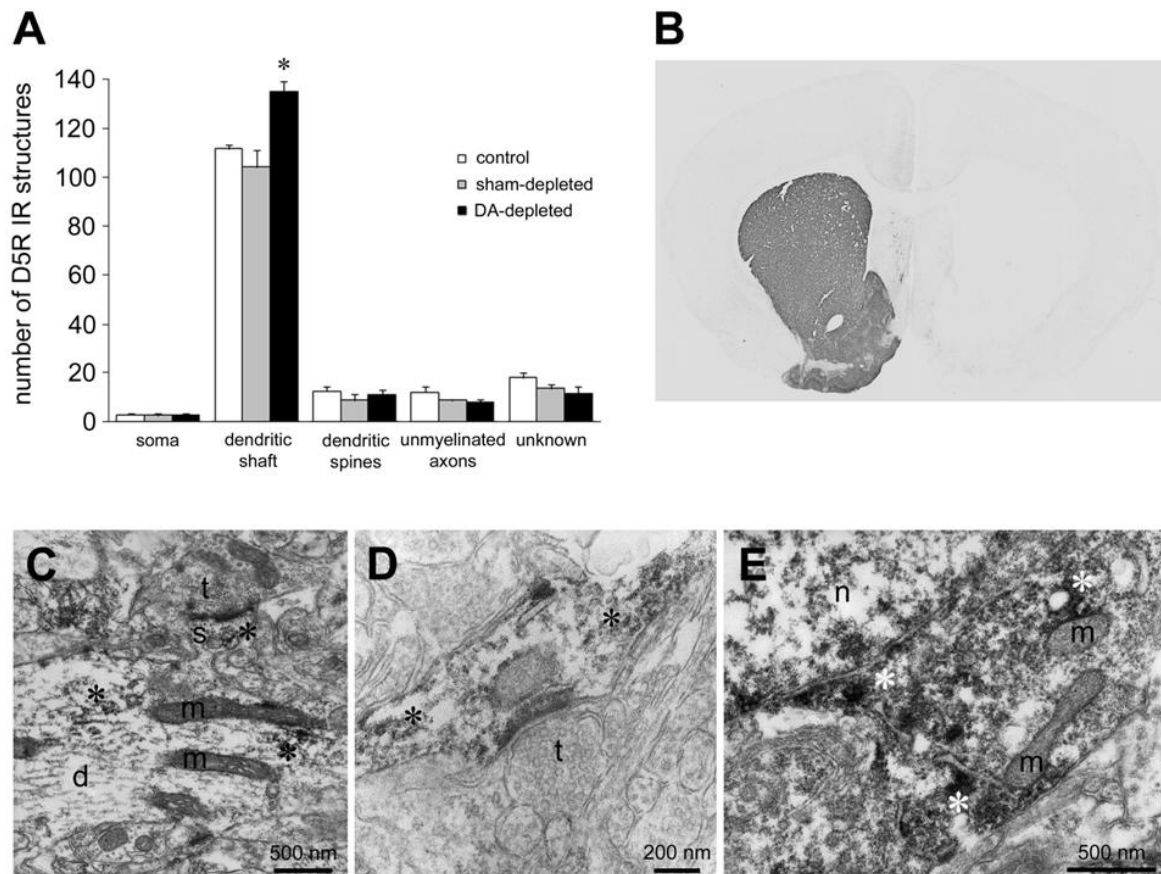 A
B
number of D5R IR structures
140
120
100
80
60
40
20
0
*
control
sham-depleted
DA-depleted
soma
dendritic
shaft
dendritic
spines
unmyelinated
axons
unknown
C
t
s
*
*
m
*
m
d
500 nm
D
*
*
t
200 nm
E
n
*
m
*
m
*
500 nm